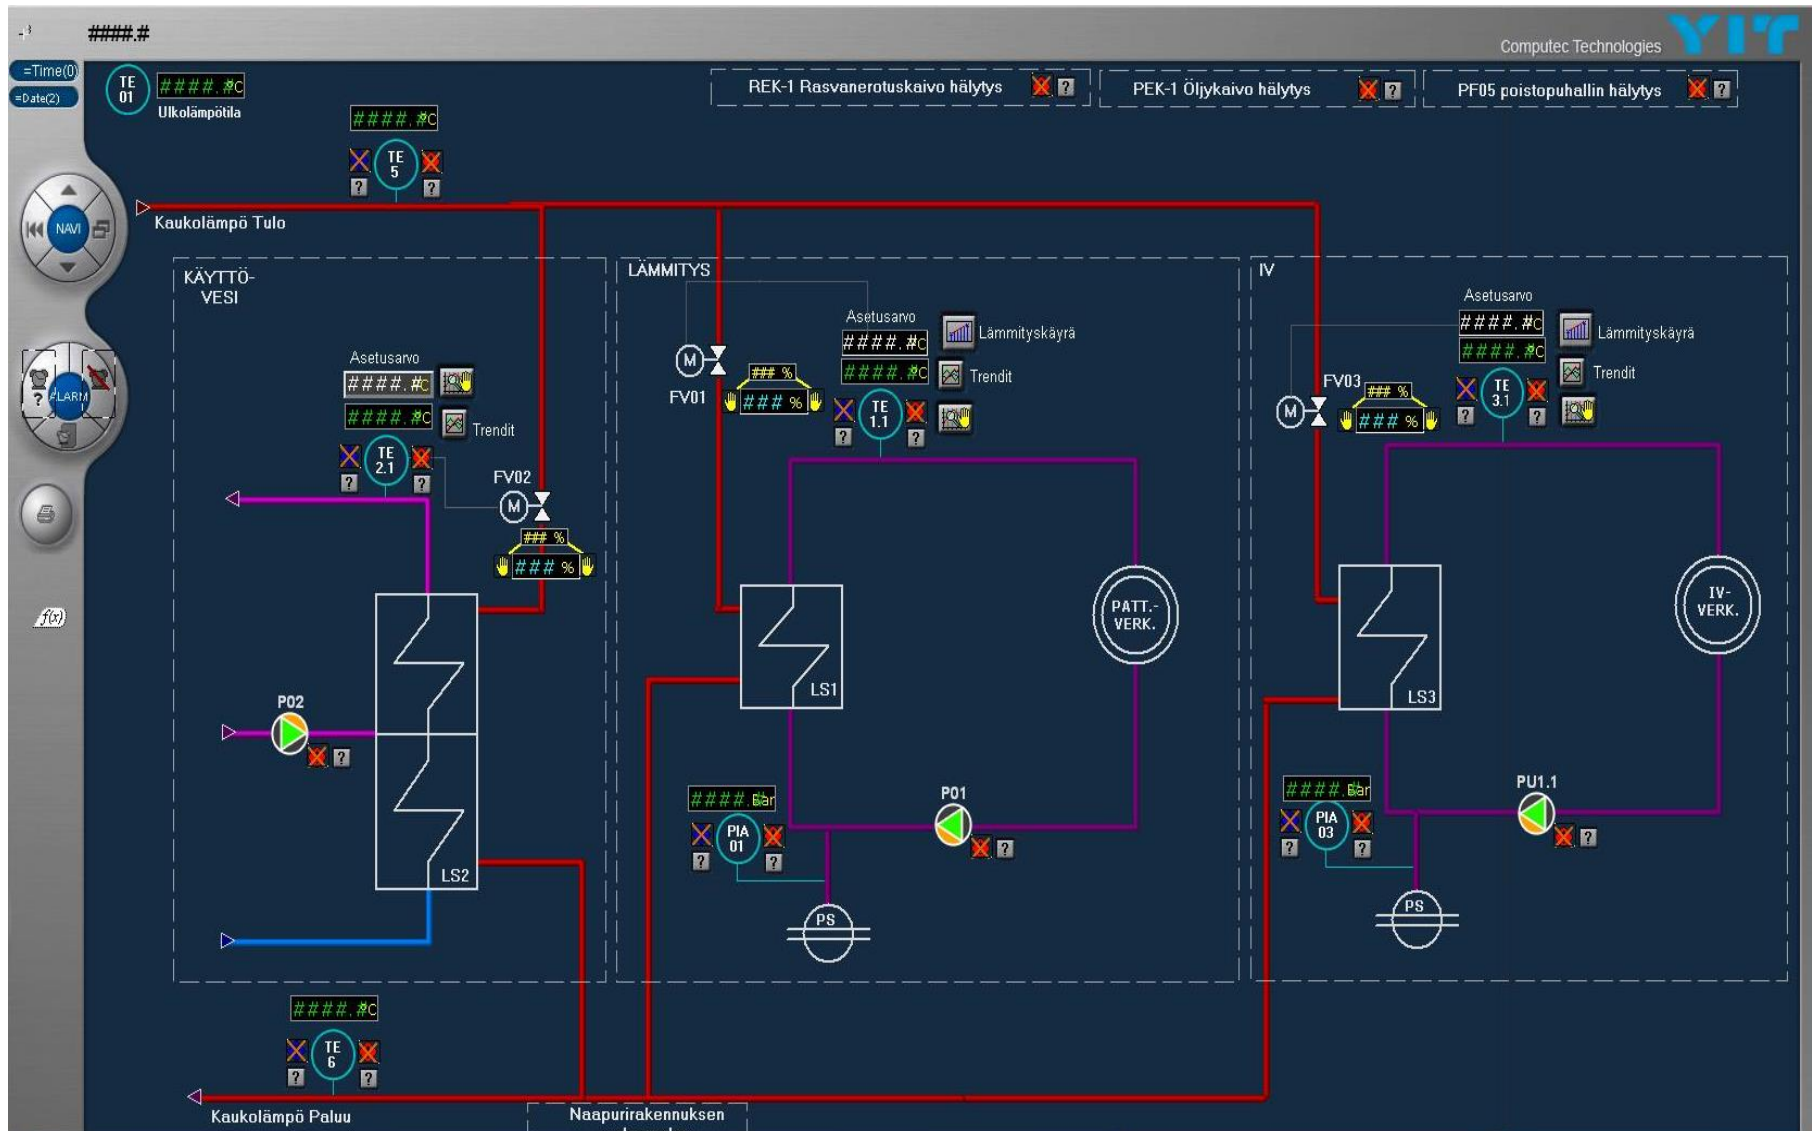 ####.#
YIT
Computec Technologies
=Time(0)
=Date(2)
TE
01
####.#°C
Ulkolämpötila
REK-1 Rasvanerotuskaivo hälytys
?
PEK-1 Öljykaivo hälytys
?
PF05 poistopuhallin hälytys
?
####.#°C
TE
5
?
?
Kaukolämpö Tulo
NAVI
KÄYTTÖ-
VESI
Asetusarvo
####.#°C
####.#°C
Trendit
TE
2.1
?
?
FV02
M
### %
### %
P02
?
LS2
LÄMMITYS
M
FV01
### %
### %
Asetusarvo
####.#°C
####.#°C
Lämmityskäyrä
Trendit
TE
1.1
?
?
LS1
PATT.-
VERK.
####.# Bar
PIA
01
?
?
P01
?
PS
IV
M
FV03
### %
### %
Asetusarvo
####.#°C
####.#°C
Lämmityskäyrä
Trendit
TE
3.1
?
?
LS3
IV-
VERK.
####.# Bar
PIA
03
?
?
PU1.1
?
PS
?
ALARM
f(x)
####.#°C
TE
6
?
?
Kaukolämpö Paluu
Naapurirakennuksen